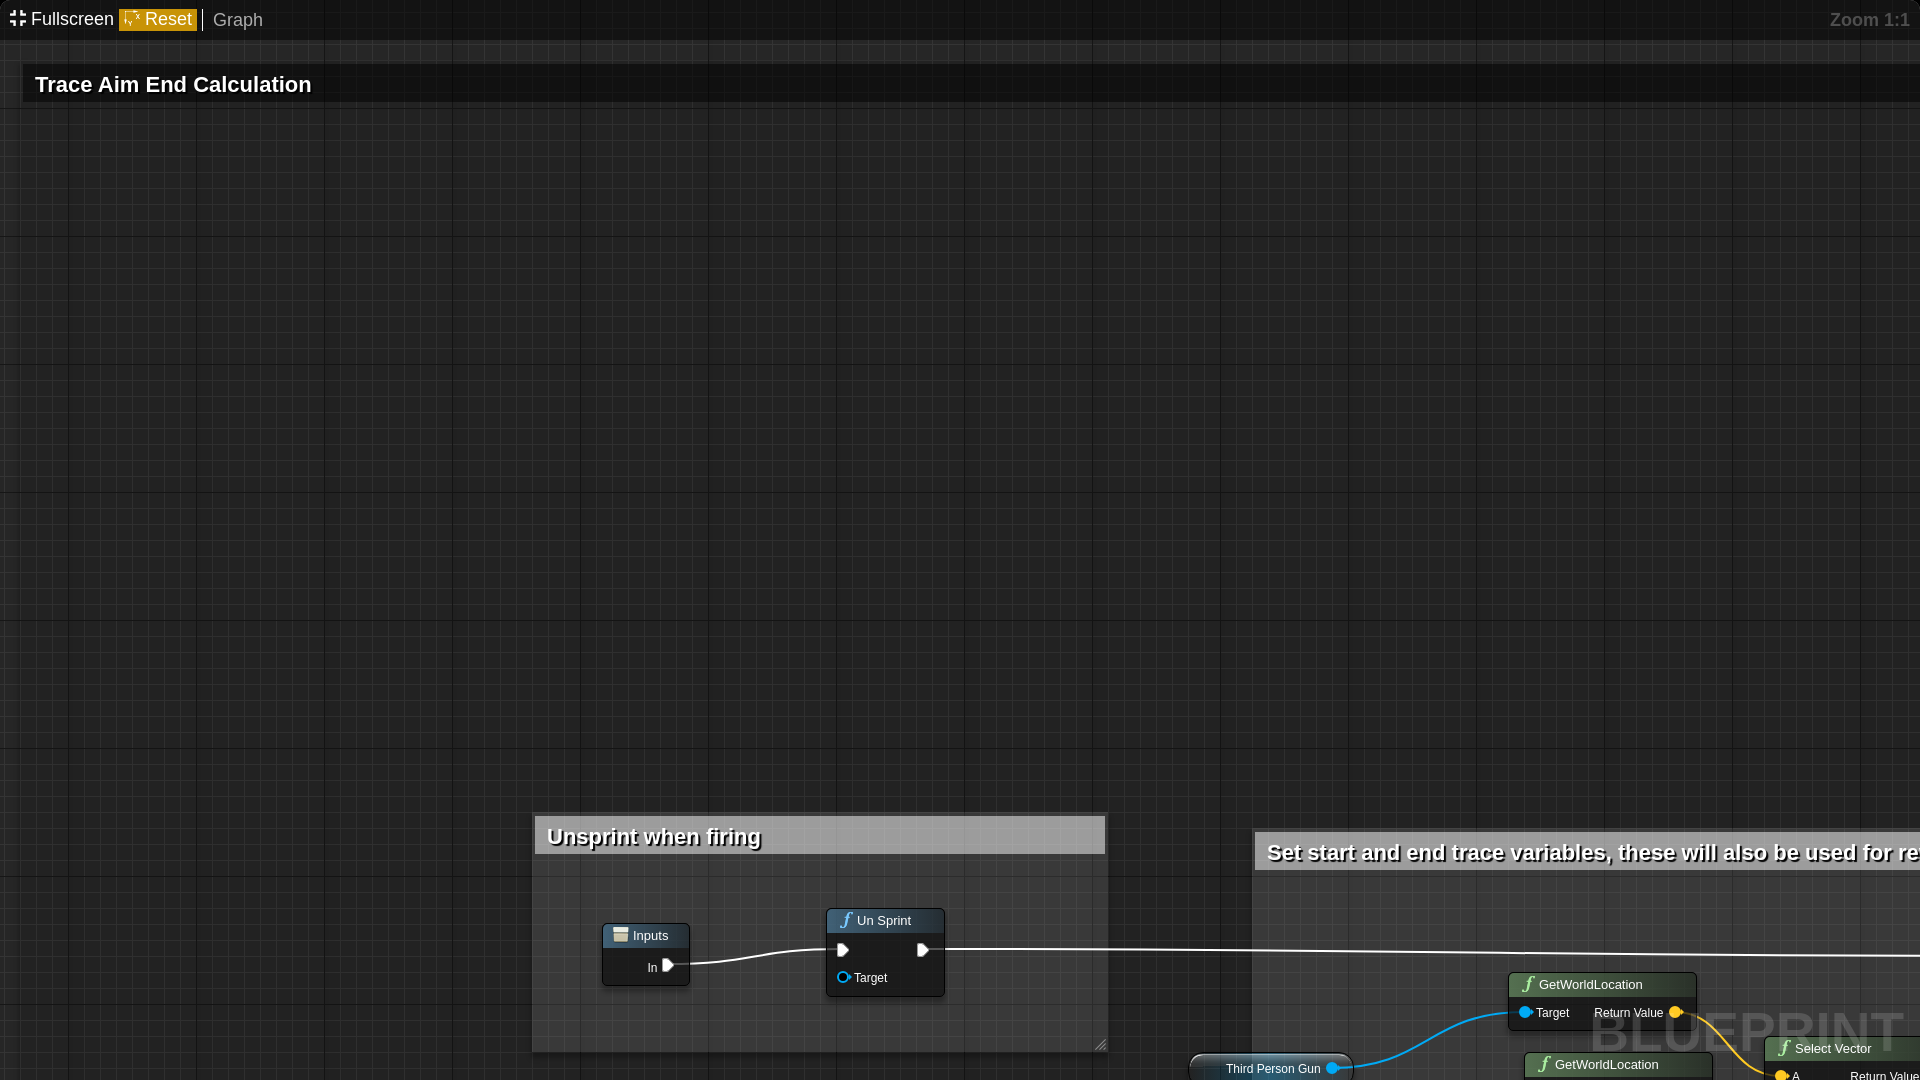 Fullscreen Reset Graph Zoom 1:1
Trace Aim End Calculation
Unsprint when firing
Set start and end trace variables, these will also be used for re
Inputs
In
Un Sprint
Target
GetWorldLocation
Target Return Value
BLUEPRINT
Select Vector
A Return Value
GetWorldLocation
Third Person Gun